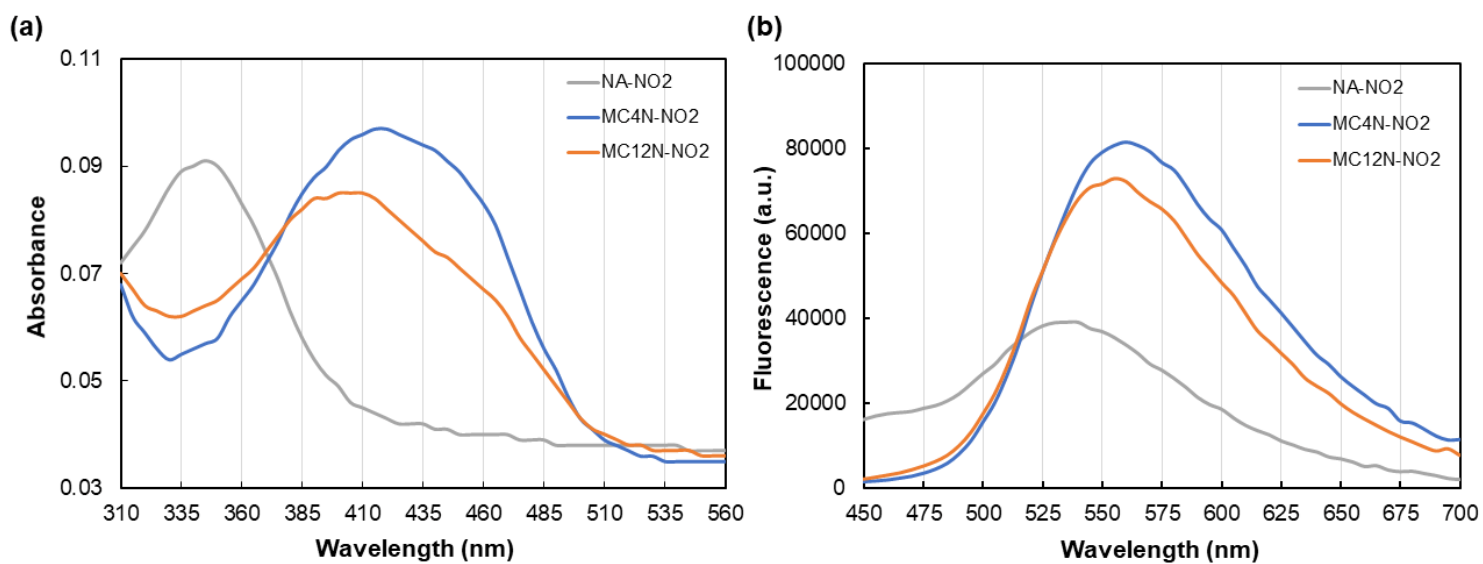 (a)
0.11
0.09
0.07
0.05
0.03
Absorbance
NA-NO2
MC4N-NO2
MC12N-NO2
310 335 360 385 410 435 460 485 510 535 560
Wavelength (nm)
(b)
100000
80000
60000
40000
20000
0
Fluorescence (a.u.)
NA-NO2
MC4N-NO2
MC12N-NO2
450 475 500 525 550 575 600 625 650 675 700
Wavelength (nm)